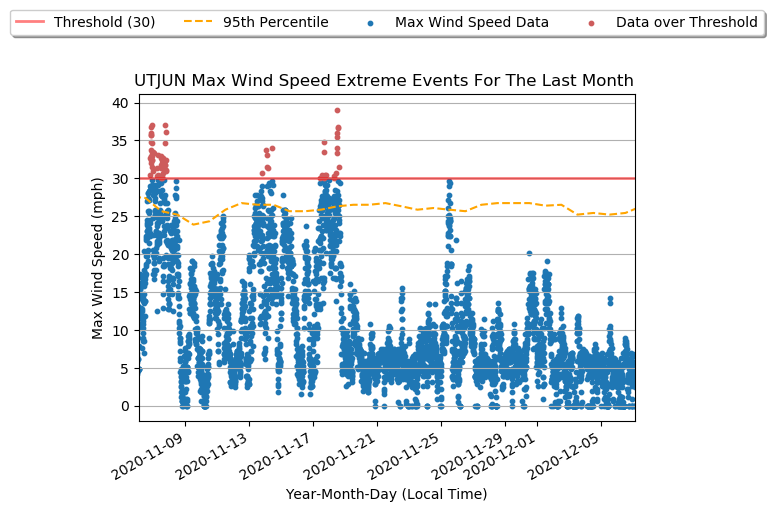 Threshold (30) 95th Percentile Max Wind Speed Data Data over Threshold
UTJUN Max Wind Speed Extreme Events For The Last Month
40
35
30
25
20
15
10
5
0
Max Wind Speed (mph)
2020-11-09 2020-11-13 2020-11-17 2020-11-21 2020-11-25 2020-11-29 2020-12-01 2020-12-05
Year-Month-Day (Local Time)